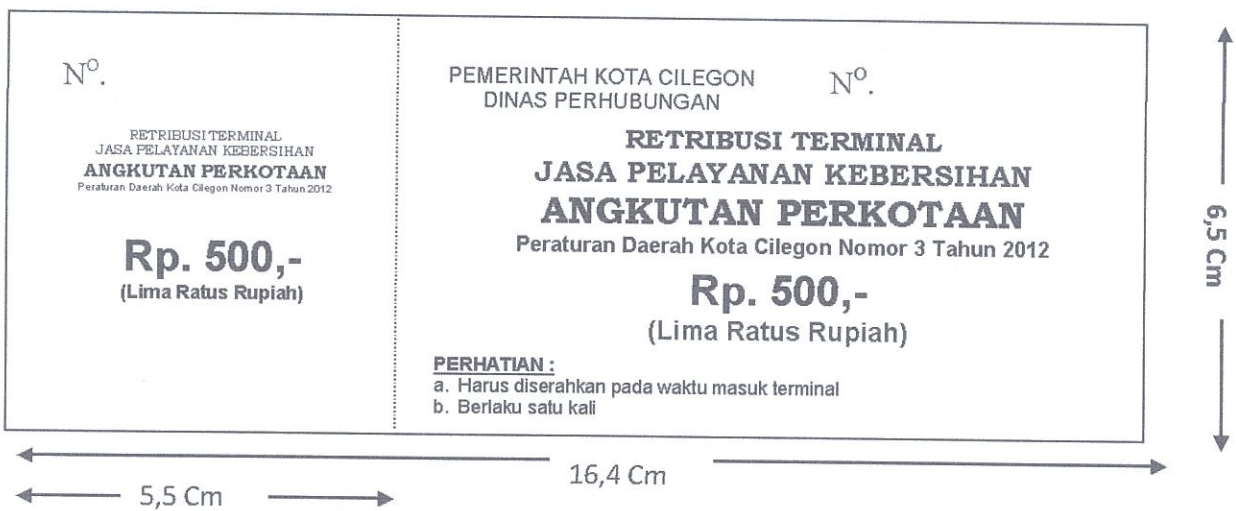 Nº.
RETRIBUSI TERMINAL
JASA PELAYANAN KEBERSIHAN
ANGKUTAN PERKOTAAN
Peraturan Daerah Kota Cilegon Nomor 3 Tahun 2012
Rp. 500,-
(Lima Ratus Rupiah)
PEMERINTAH KOTA CILEGON
DINAS PERHUBUNGAN
Nº.
RETRIBUSI TERMINAL
JASA PELAYANAN KEBERSIHAN
ANGKUTAN PERKOTAAN
Peraturan Daerah Kota Cilegon Nomor 3 Tahun 2012
Rp. 500,-
(Lima Ratus Rupiah)
PERHATIAN :
a. Harus diserahkan pada waktu masuk terminal
b. Berlaku satu kali
6,5 Cm
16,4 Cm
5,5 Cm